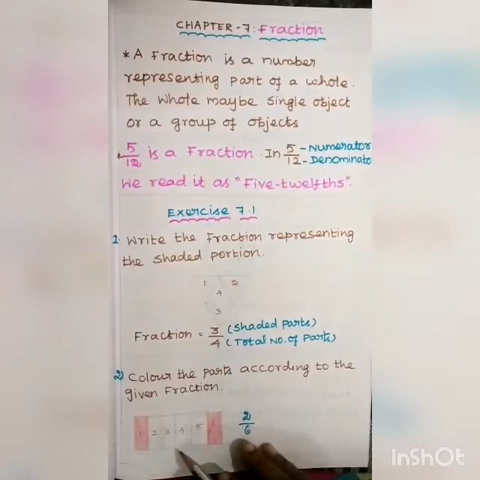 CHAPTER-7: Fraction
* A Fraction is a number
representing part of a whole.
The whole maybe single object
or a group of objects
5/12 is a Fraction. In 5/12 - Numerator
- Denominato
We read it as "Five-twelfths".
Exercise 7.1
1. Write the Fraction representing
the shaded portion.
1 2
4
3
Fraction = 3/4 (Shaded Parts)
(Total No. of Parts)
2) Colour the parts according to the
given Fraction.
2 3 4 5
2/6
InShot